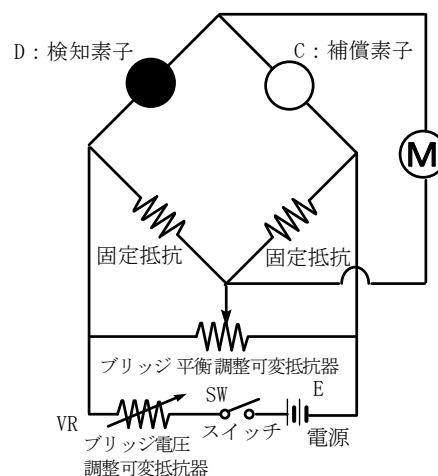 D：検知素子
C：補償素子
M
固定抵抗
固定抵抗
ブリッジ平衡調整可変抵抗器
SW
E
VR
スイッチ
電源
ブリッジ電圧
調整可変抵抗器